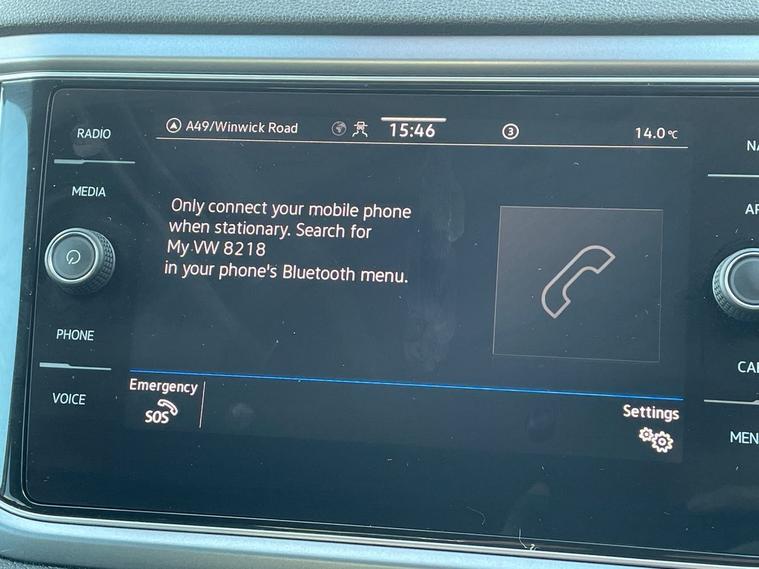 RADIO
A49/Winwick Road
15:46
3
14.0°C
MEDIA
Only connect your mobile phone
when stationary. Search for
My VW 8218
in your phone's Bluetooth menu.
PHONE
VOICE
Emergency
SOS
Settings